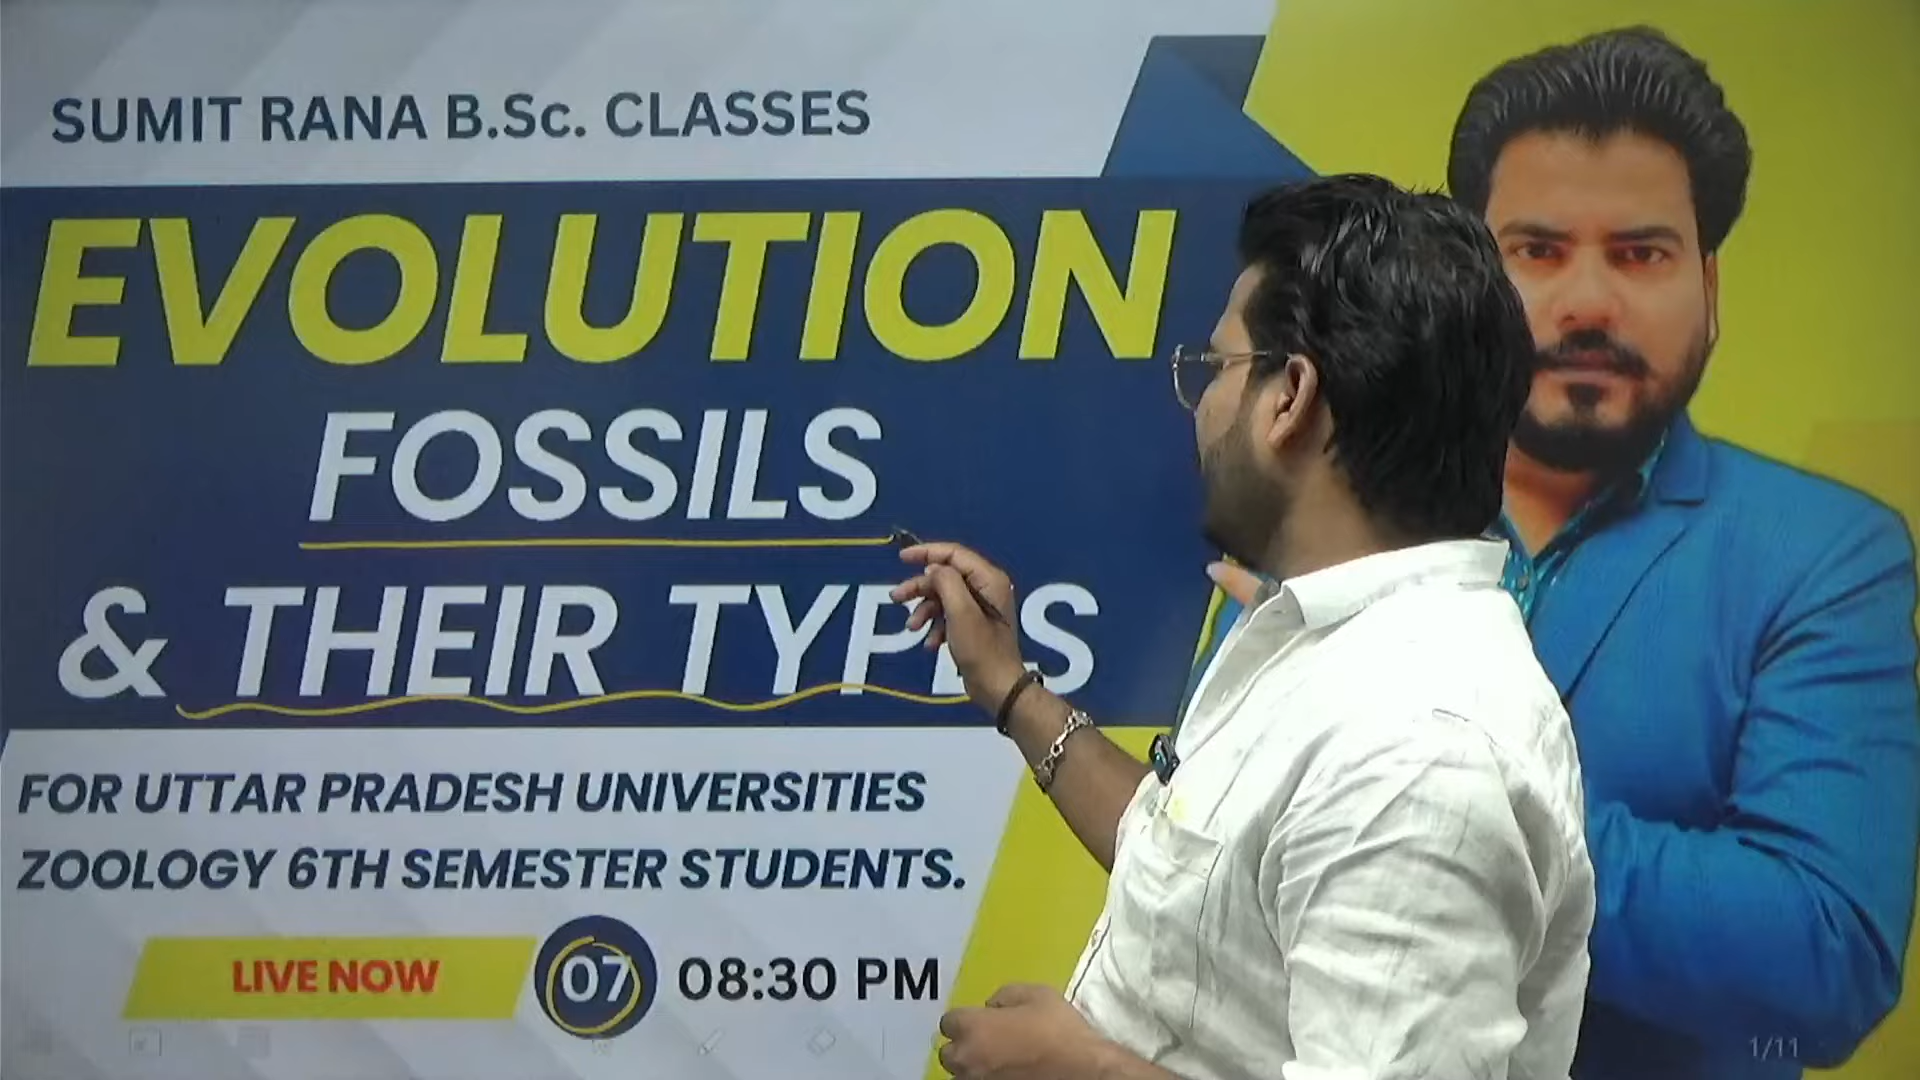 SUMIT RANA B.Sc. CLASSES
EVOLUTION
FOSSILS
& THEIR TYPES
FOR UTTAR PRADESH UNIVERSITIES
ZOOLOGY 6TH SEMESTER STUDENTS.
LIVE NOW 07 08:30 PM
1/11